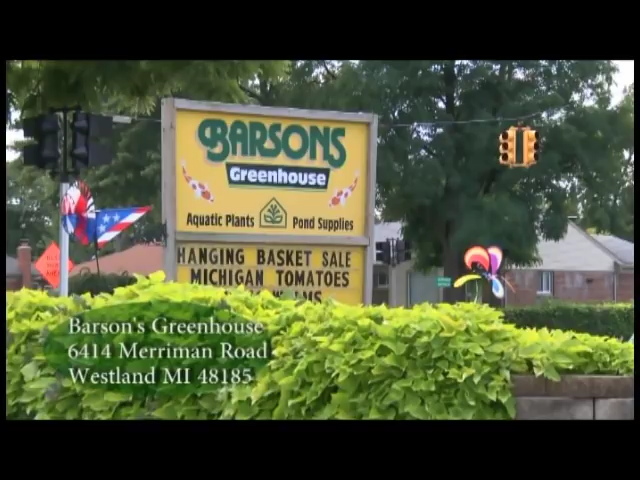 BARSONS
Greenhouse
Aquatic Plants Pond Supplies
HANGING BASKET SALE
MICHIGAN TOMATOES
Barson's Greenhouse
6414 Merriman Road
Westland MI 48185